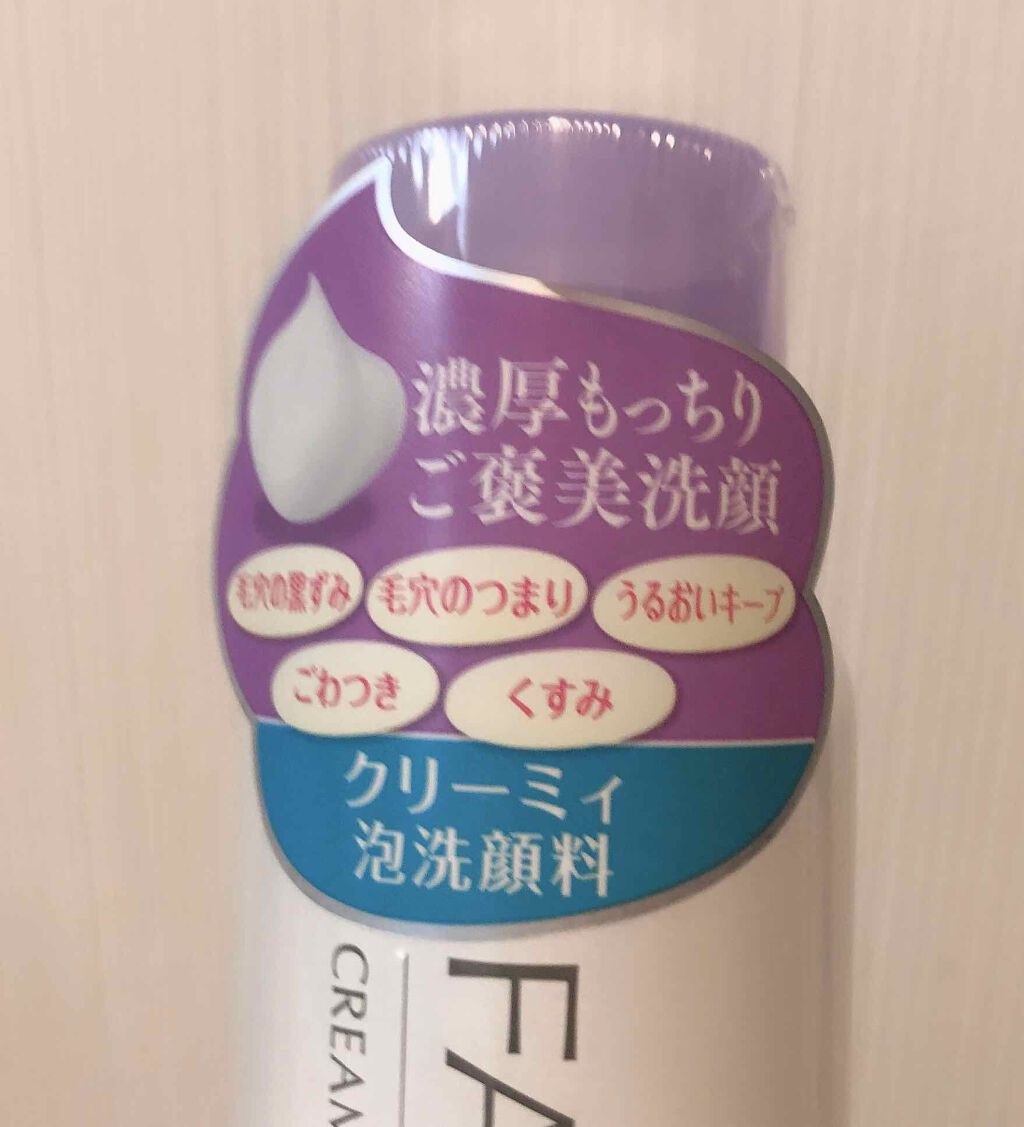 濃厚もっちり
ご褒美洗顔
毛穴の黒ずみ
毛穴のつまり
うるおいキープ
ごわつき
くすみ
クリーミィ
泡洗顔料
CREAM
FA